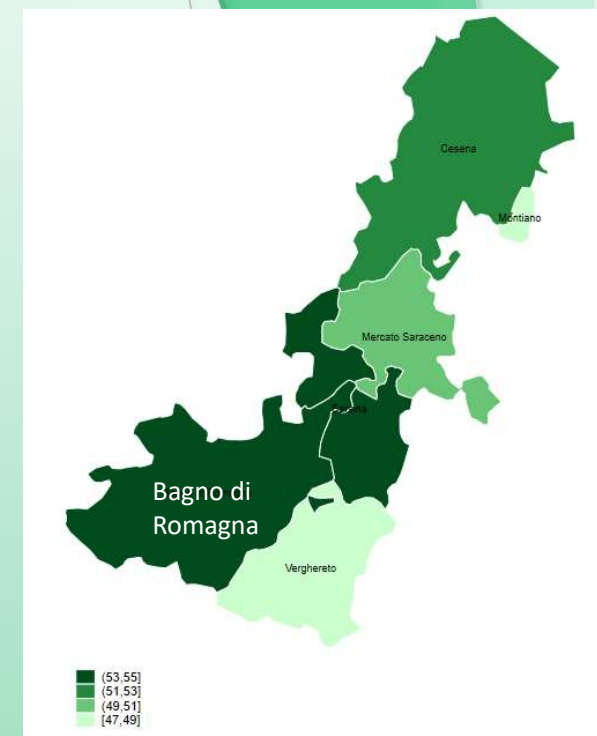 Cesena
Montiano
Mercato Saraceno
Bagno di
Romagna
Verghereto
(53,55]
(51,53]
(49,51]
[47,49]